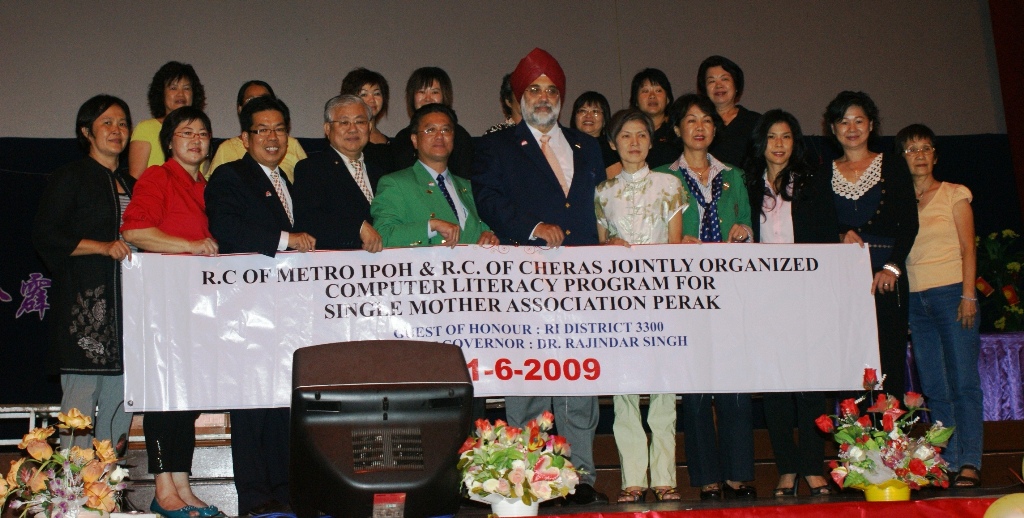 R.C OF METRO IPOH & R.C. OF CHERAS JOINTLY ORGANIZED
COMPUTER LITERACY PROGRAM FOR
SINGLE MOTHER ASSOCIATION PERAK
GUEST OF HONOUR : RI DISTRICT 3300
GOVERNOR : DR. RAJINDAR SINGH
1-6-2009
霹